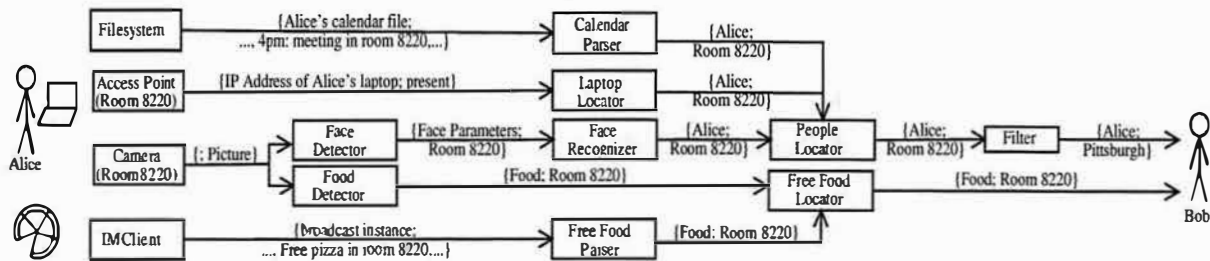 Filesystem
{Alice's calendar file;
..., 4pm: meeting in room 8220,...}
Calendar
Parser
{Alice;
Room 8220}
Access Point
(Room 8220)
{IP Address of Alice's laptop; present}
Laptop
Locator
{Alice;
Room 8220}
Alice
Camera
(Room 8220)
{; Picture}
Face
Detector
{Face Parameters;
Room 8220}
Face
Recognizer
{Alice;
Room 8220}
People
Locator
{Alice;
Room 8220}
Filter
{Alice;
Pittsburgh}
Food
Detector
{Food; Room 8220}
Free Food
Locator
{Food; Room 8220}
Bob
IMClient
{Broadcast instance;
..., Free pizza in room 8220,...}
Free Food
Parser
{Food; Room 8220}